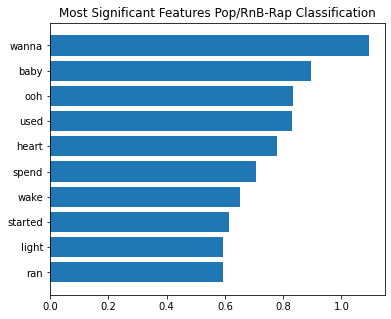 Most Significant Features Pop/RnB-Rap Classification
wanna
baby
ooh
used
heart
spend
wake
started
light
ran
0.0 0.2 0.4 0.6 0.8 1.0